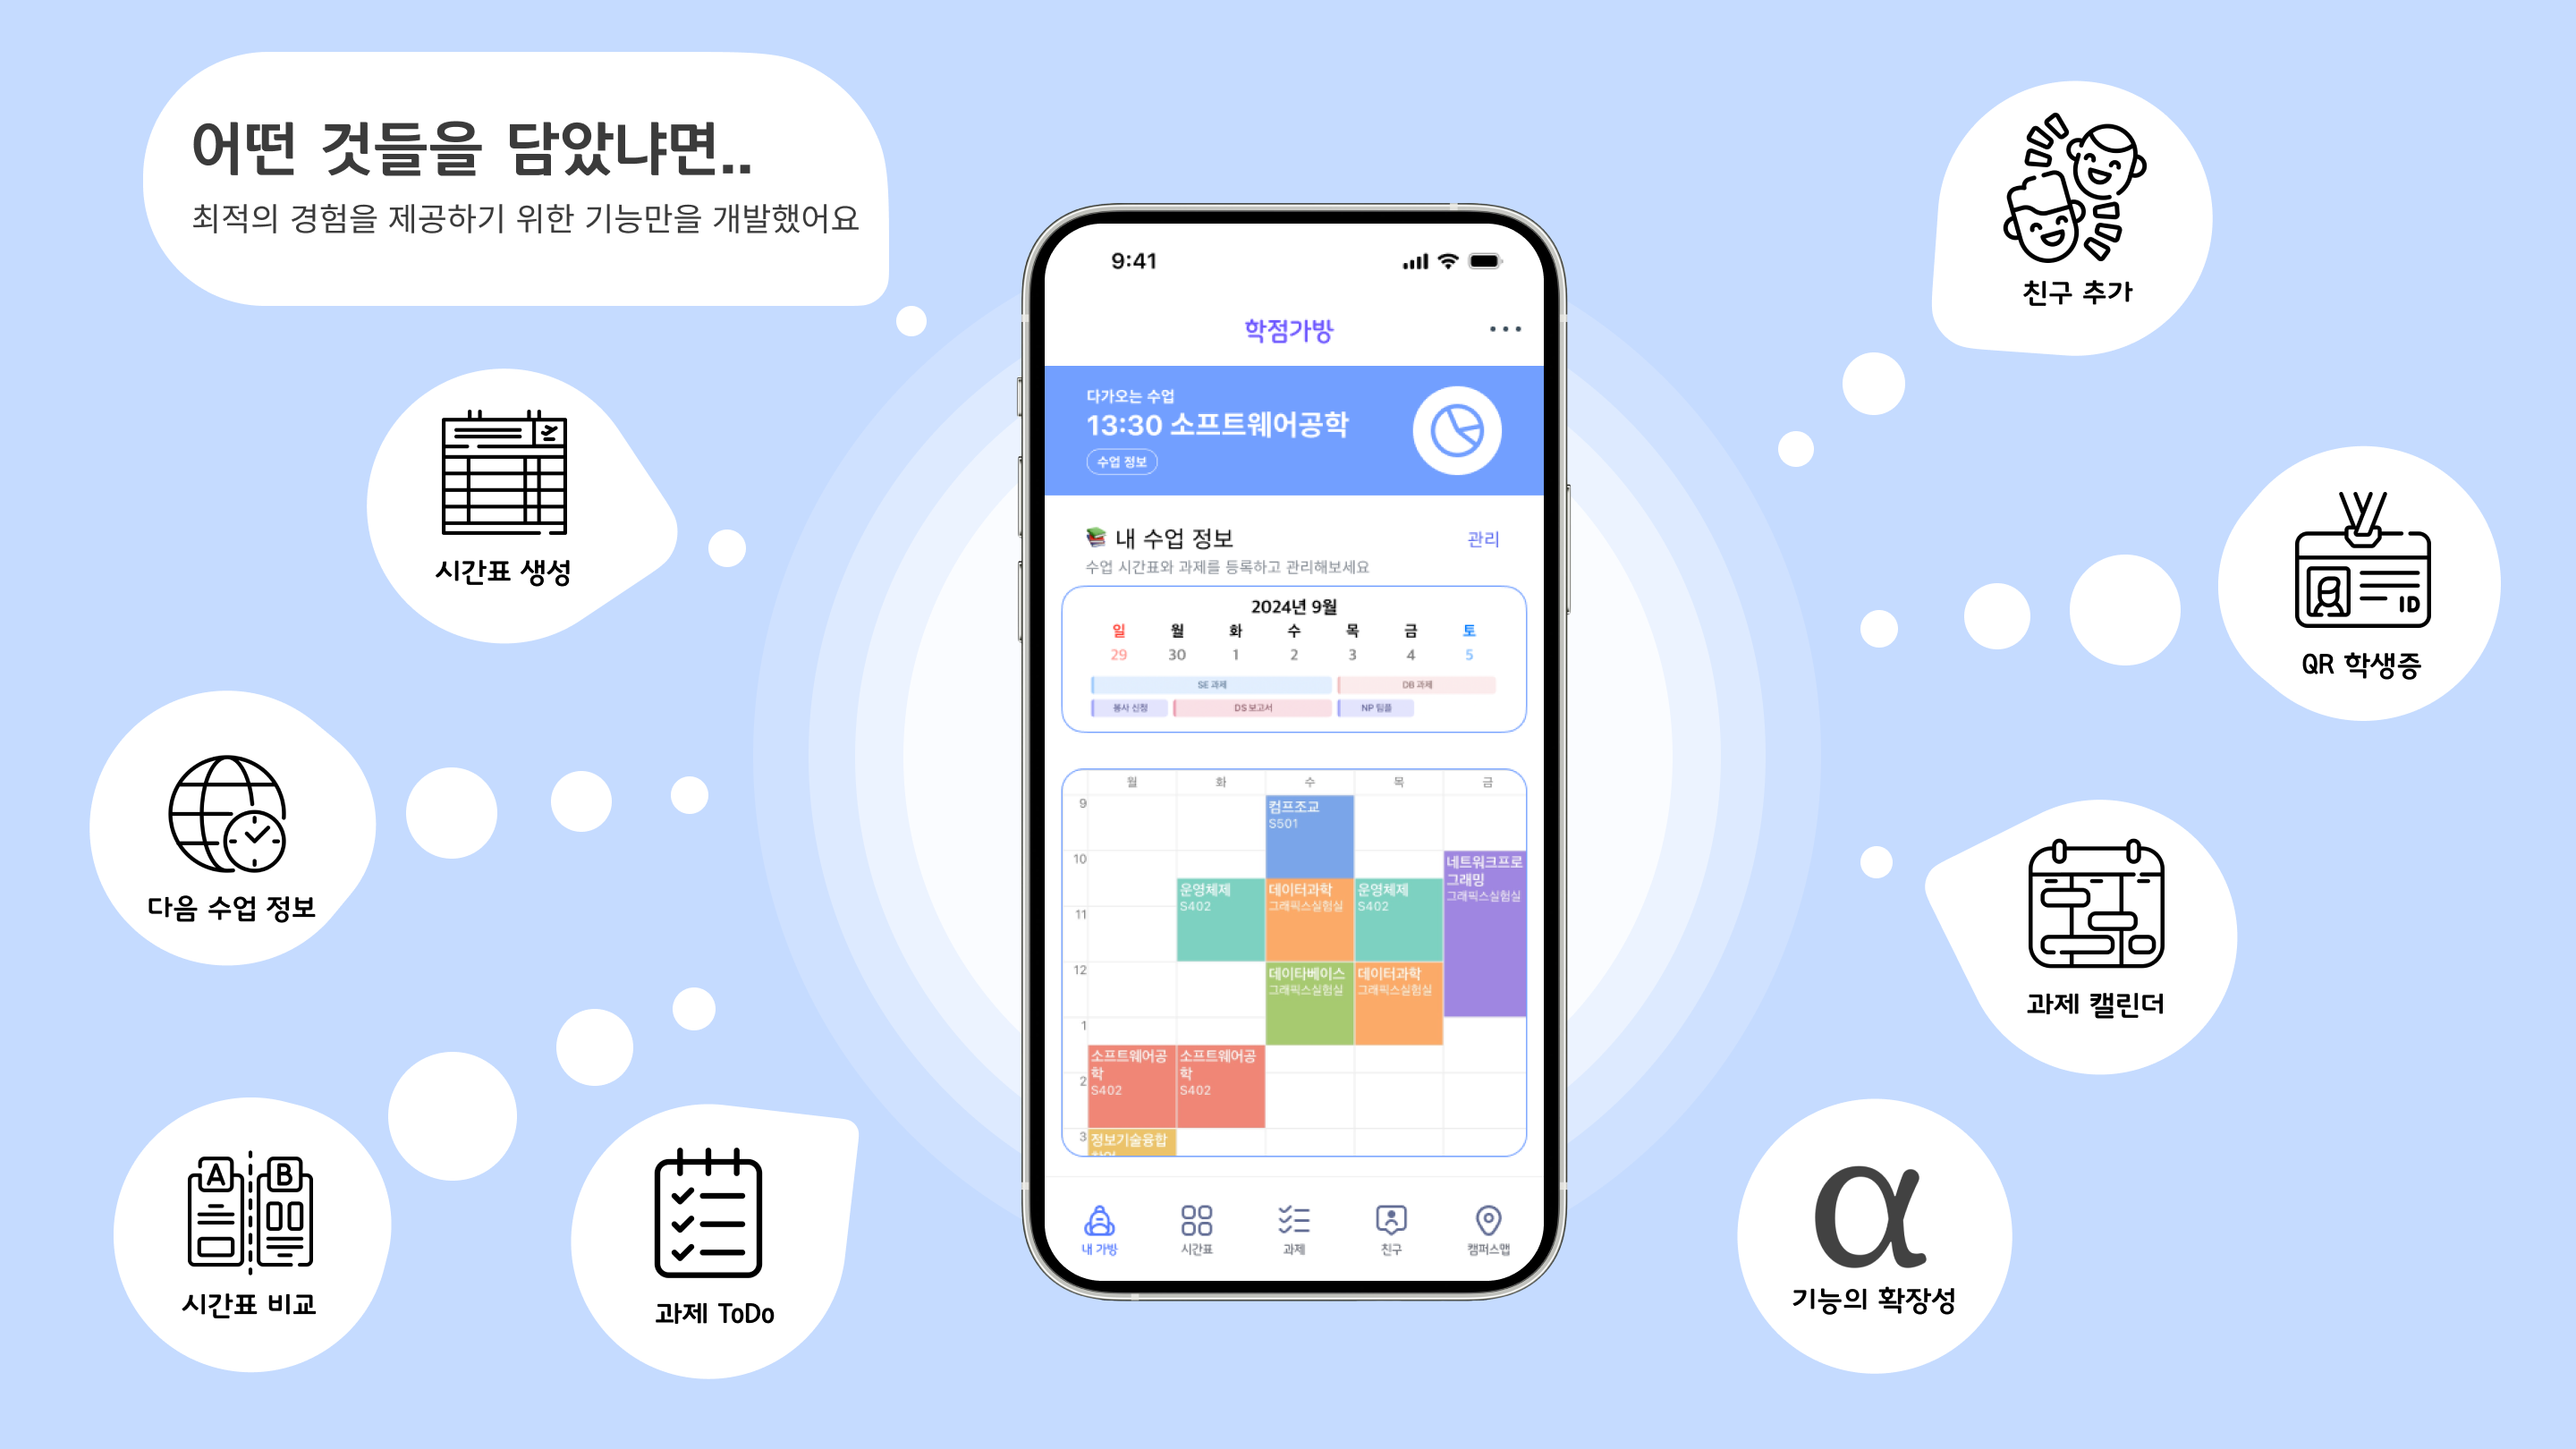 어떤 것들을 담았냐면..
최적의 경험을 제공하기 위한 기능만을 개발했어요
시간표 생성
다음 수업 정보
A B
시간표 비교
과제 ToDo
9:41
학점가방
다가오는 수업
13:30 소프트웨어공학
수업 정보
내 수업 정보
관리
수업 시간표와 과제를 등록하고 관리해보세요
2024년 9월
일 월 화 수 목 금 토
29 30 1 2 3 4 5
SE 과제 DB 과제
봉사 신청 DS 보고서 NP 팀플
월 화 수 목 금
9
컴프조교
S501
10
네트워크프로
그래밍
그래픽스실험실
운영체제 데이터과학 운영체제
S402 그래픽스실험실 S402
11
12
데이타베이스 데이터과학
그래픽스실험실 그래픽스실험실
1
소프트웨어공 소프트웨어공
학 학
2
S402 S402
3
정보기술융합
내 가방 시간표 과제 친구 캠퍼스맵
친구 추가
ID
QR 학생증
과제 캘린더
α
기능의 확장성